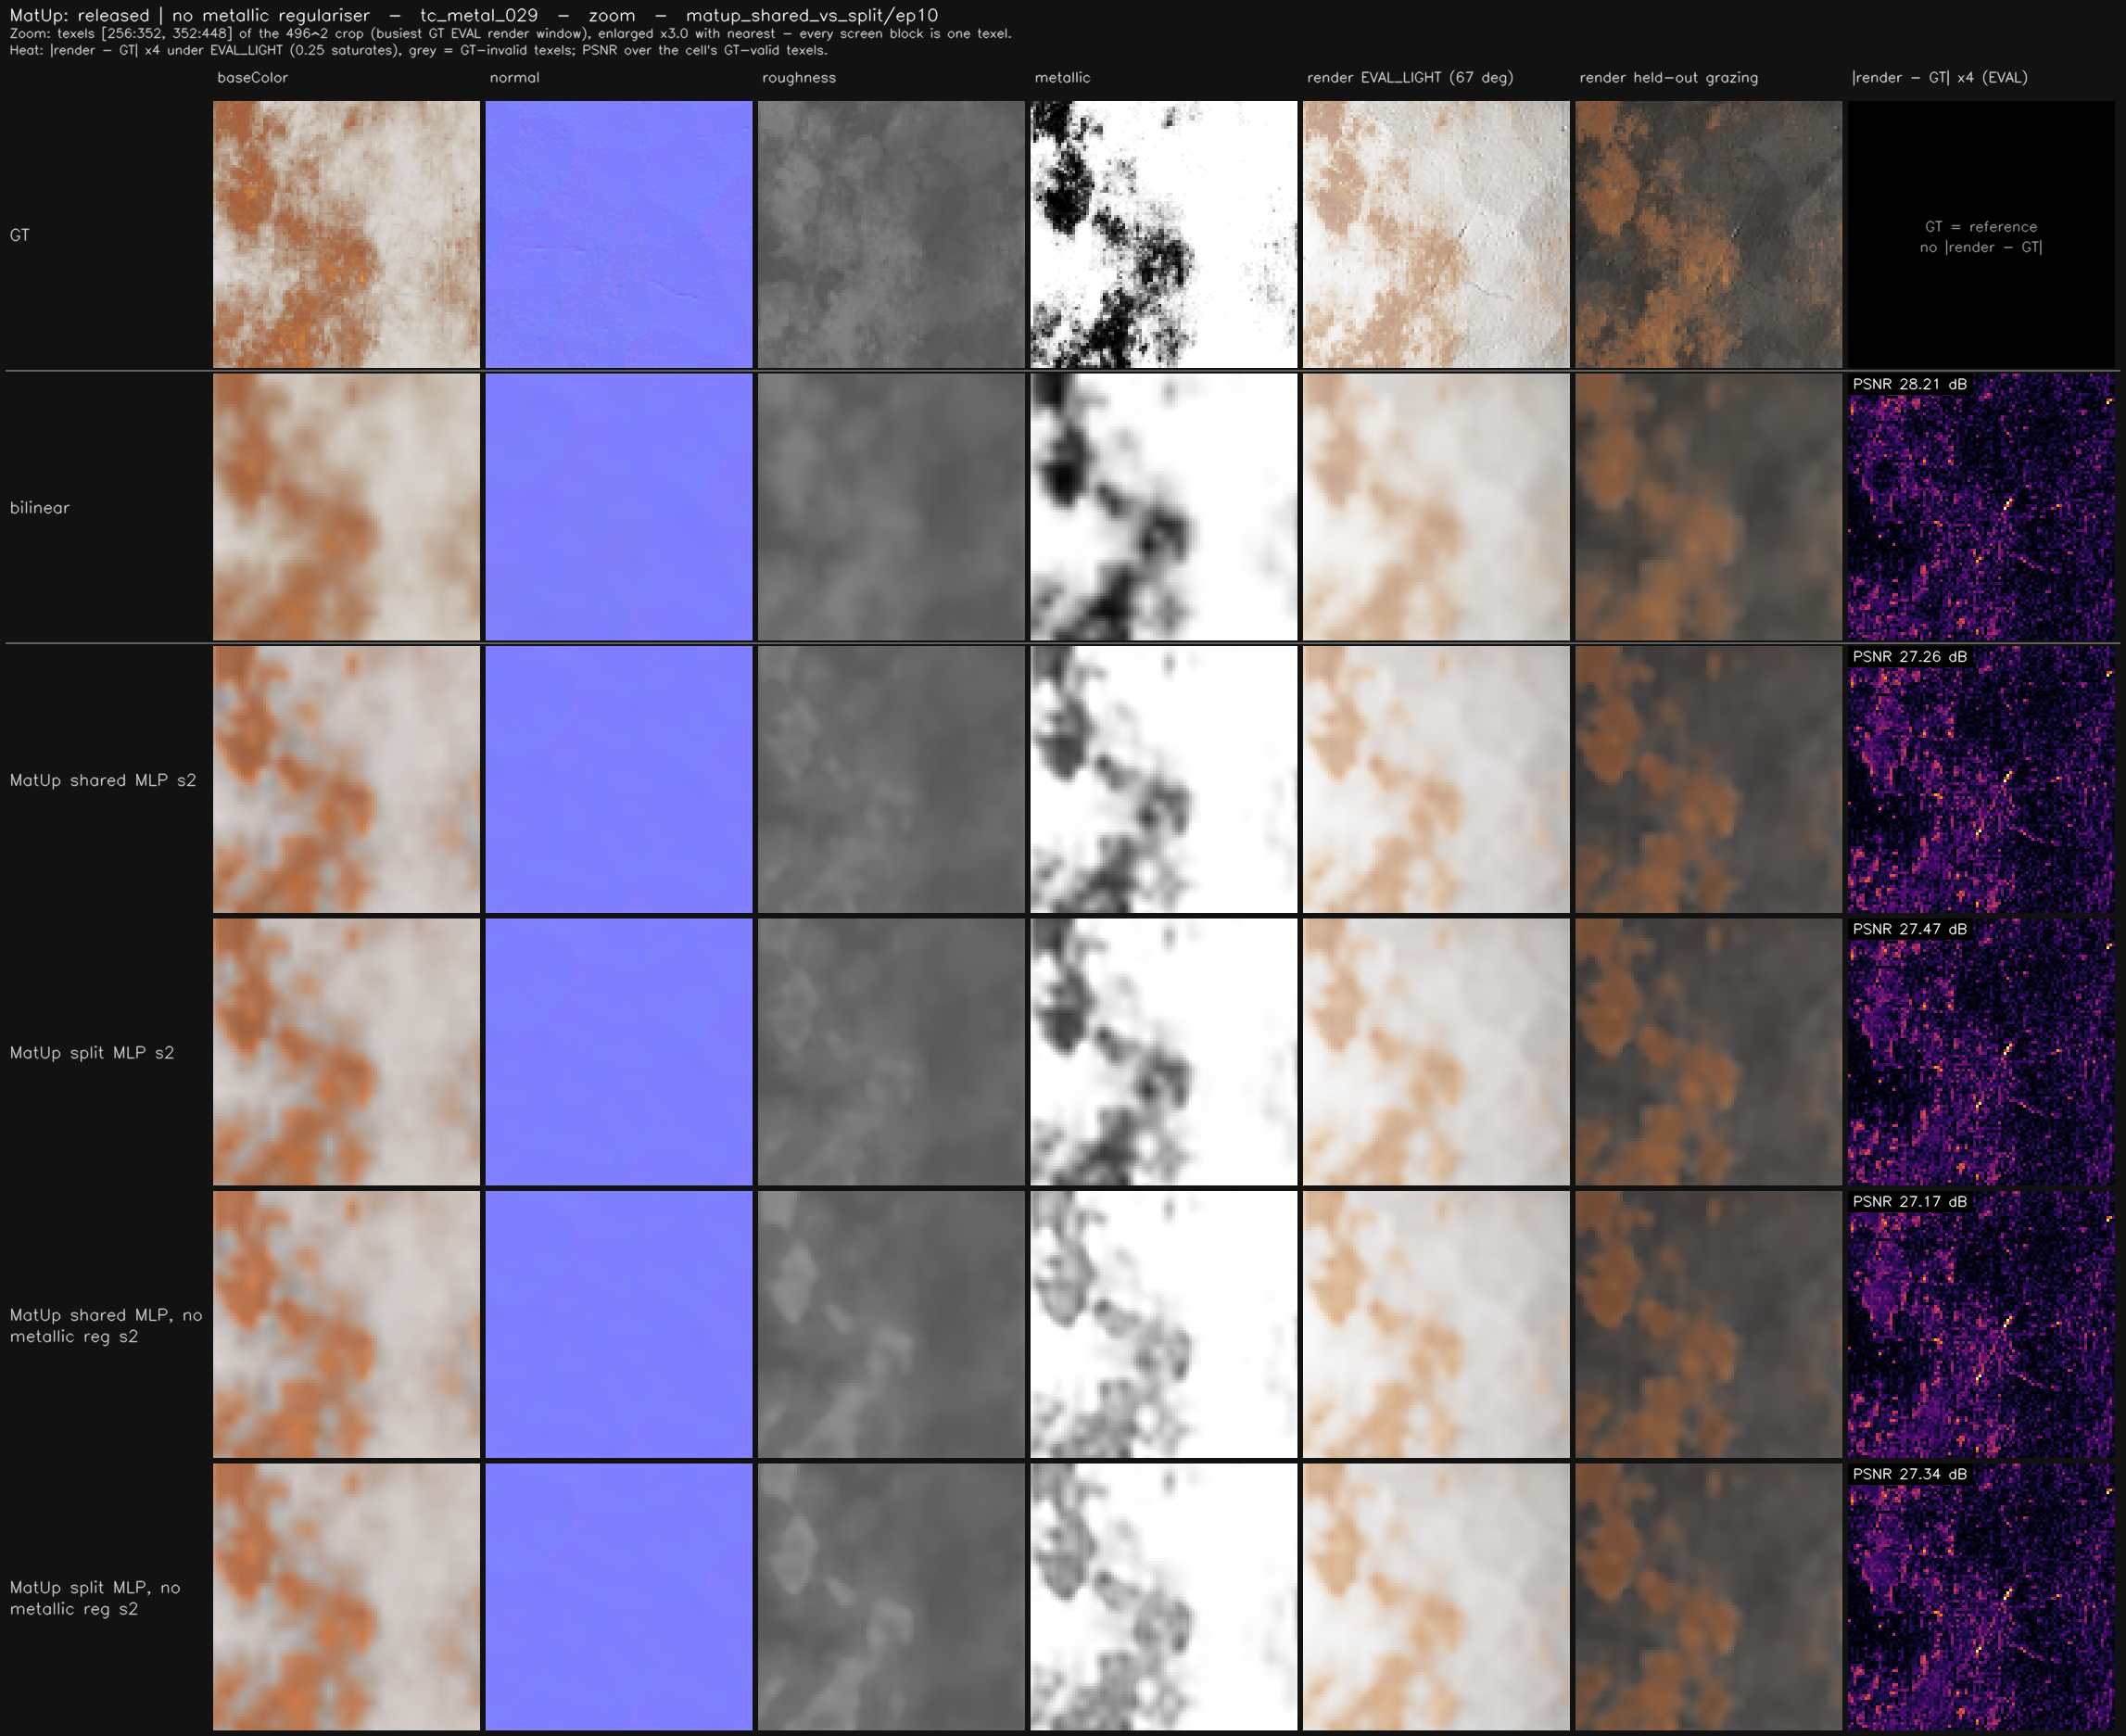 MatUp: released | no metallic regulariser — tc_metal_029 — zoom — matup_shared_vs_split/ep10
Zoom: texels [256:352, 352:448] of the 496^2 crop (busiest GT EVAL render window), enlarged x3.0 with nearest — every screen block is one texel.
Heat: |render — GT| x4 under EVAL_LIGHT (0.25 saturates), grey = GT-invalid texels; PSNR over the cell's GT-valid texels.
baseColor normal roughness metallic render EVAL_LIGHT (67 deg) render held-out grazing |render — GT| x4 (EVAL)
GT
GT = reference
no |render — GT|
bilinear
PSNR 28.21 dB
MatUp shared MLP s2
PSNR 27.26 dB
MatUp split MLP s2
PSNR 27.47 dB
MatUp shared MLP, no
metallic reg s2
PSNR 27.17 dB
MatUp split MLP, no
metallic reg s2
PSNR 27.34 dB